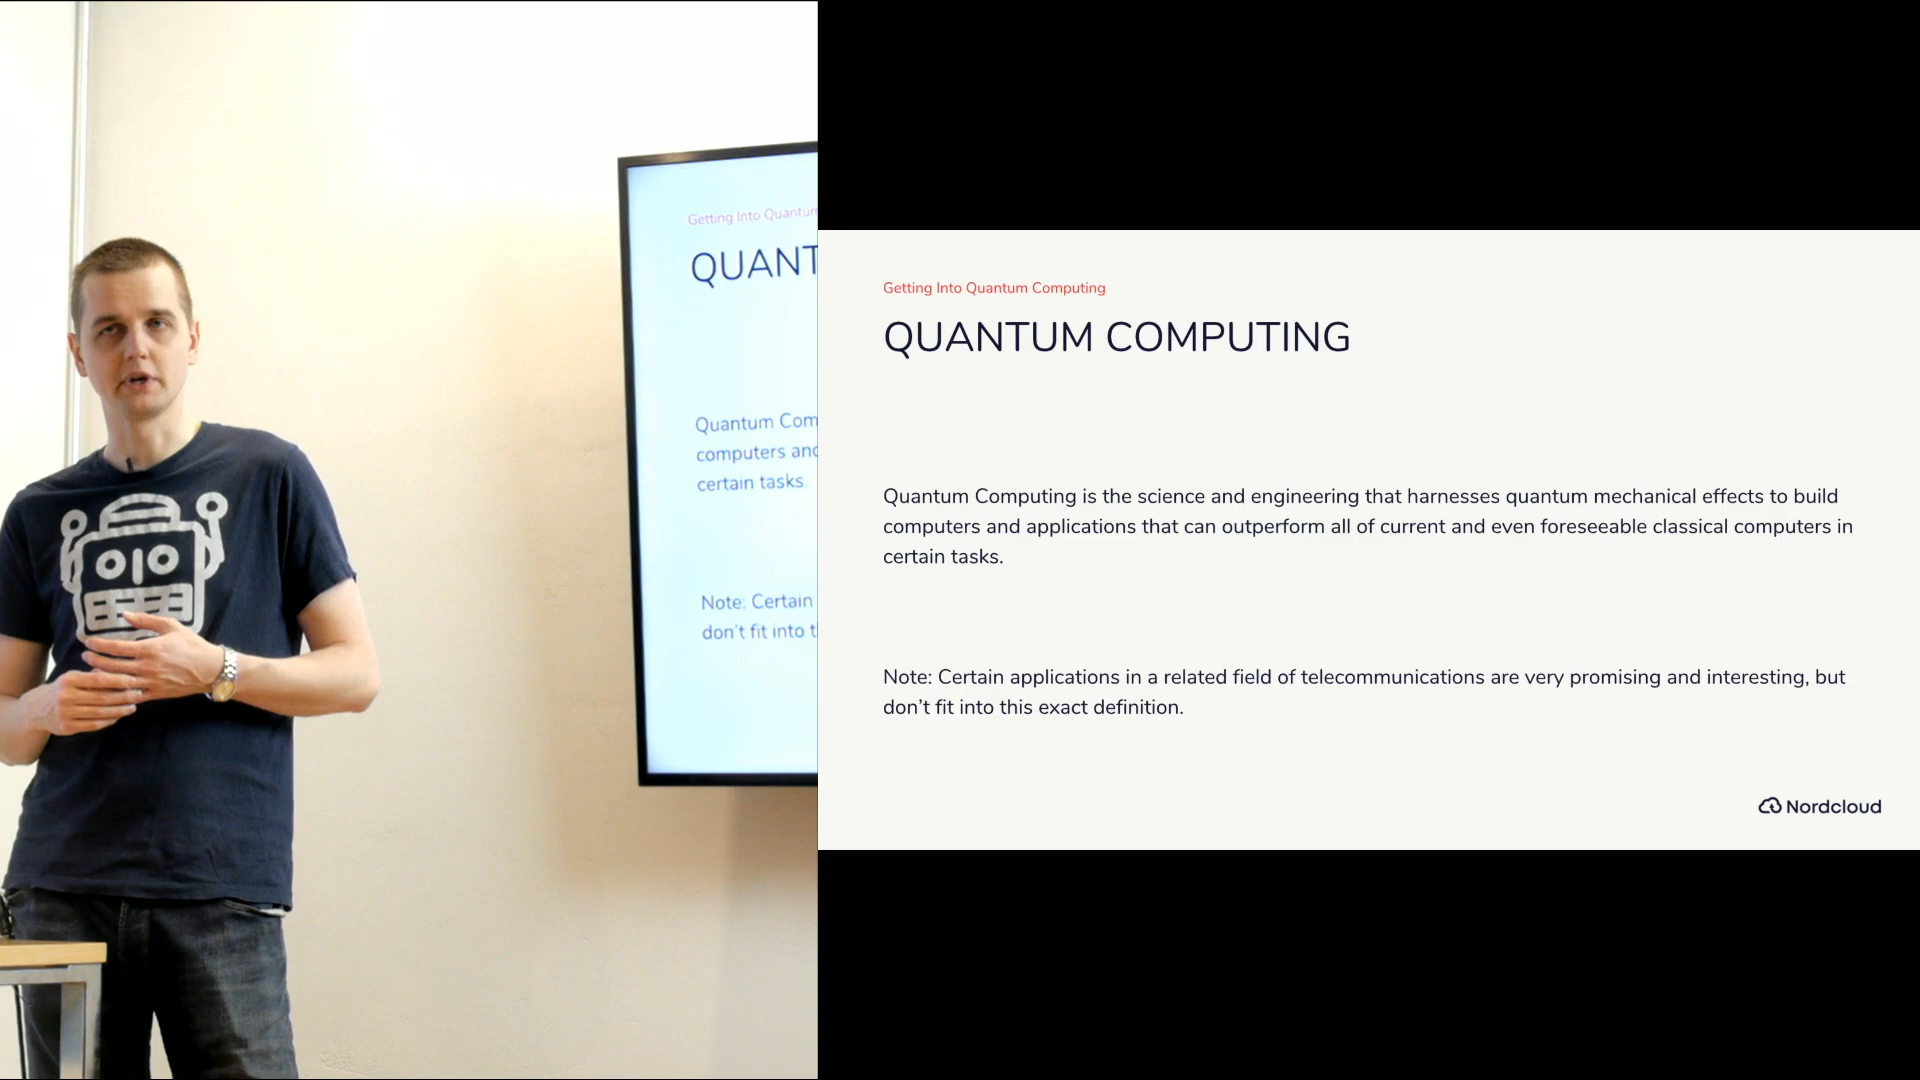 Getting Into Quantum
QUANT
Quantum Com
computers and
certain tasks.
Note: Certain
don't fit into t
Getting Into Quantum Computing
QUANTUM COMPUTING
Quantum Computing is the science and engineering that harnesses quantum mechanical effects to build
computers and applications that can outperform all of current and even foreseeable classical computers in
certain tasks.
Note: Certain applications in a related field of telecommunications are very promising and interesting, but
don’t fit into this exact definition.
Nordcloud